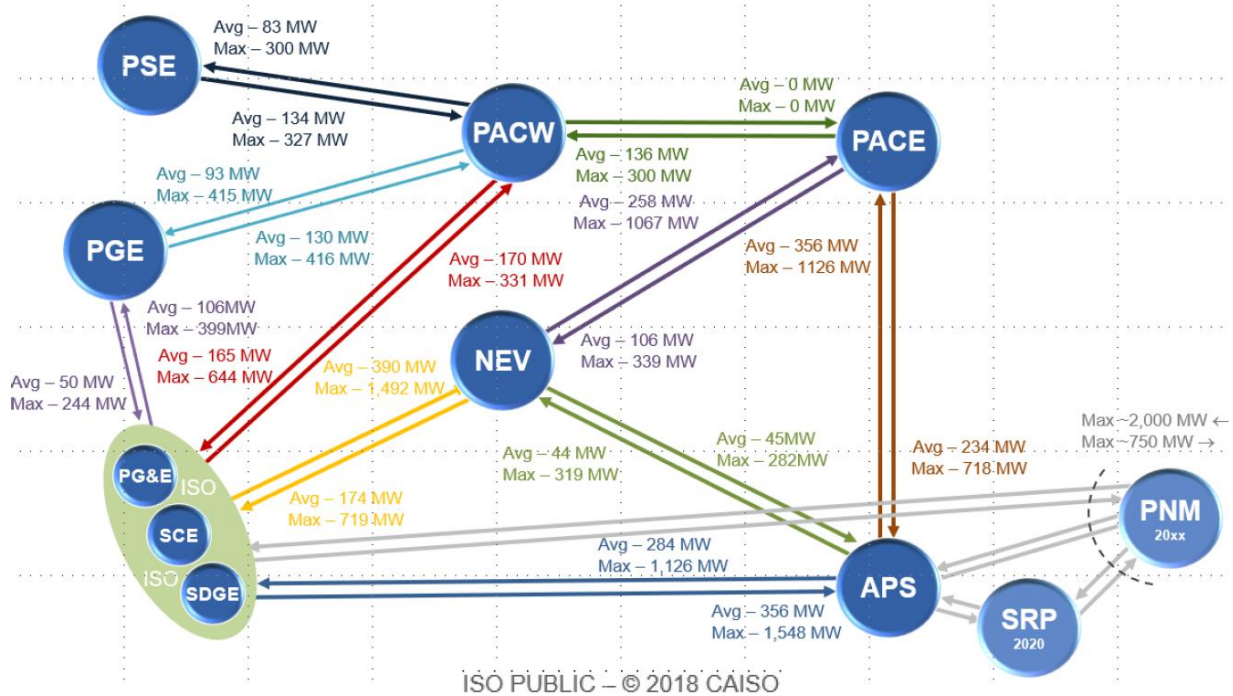 Avg – 83 MW
Max – 300 MW
PSE
Avg – 134 MW
Max – 327 MW
PACW
Avg – 0 MW
Max – 0 MW
PACE
Avg – 136 MW
Max – 300 MW
Avg – 93 MW
Max – 415 MW
Avg – 258 MW
Max – 1067 MW
PGE
Avg – 130 MW
Max – 416 MW
Avg – 170 MW
Max – 331 MW
Avg – 356 MW
Max – 1126 MW
Avg – 106MW
Max – 399MW
Avg – 165 MW
Max – 644 MW
NEV
Avg – 106 MW
Max – 339 MW
Avg – 390 MW
Max – 1,492 MW
Avg – 50 MW
Max – 244 MW
Avg – 44 MW
Max – 319 MW
Avg – 45MW
Max – 282MW
Avg – 234 MW
Max – 718 MW
Max ~2,000 MW ←
Max ~750 MW →
PG&E
ISO
Avg – 174 MW
Max – 719 MW
PNM
20xx
SCE
ISO
SDGE
Avg – 284 MW
Max – 1,126 MW
APS
Avg – 356 MW
Max – 1,548 MW
SRP
2020
ISO PUBLIC – © 2018 CAISO